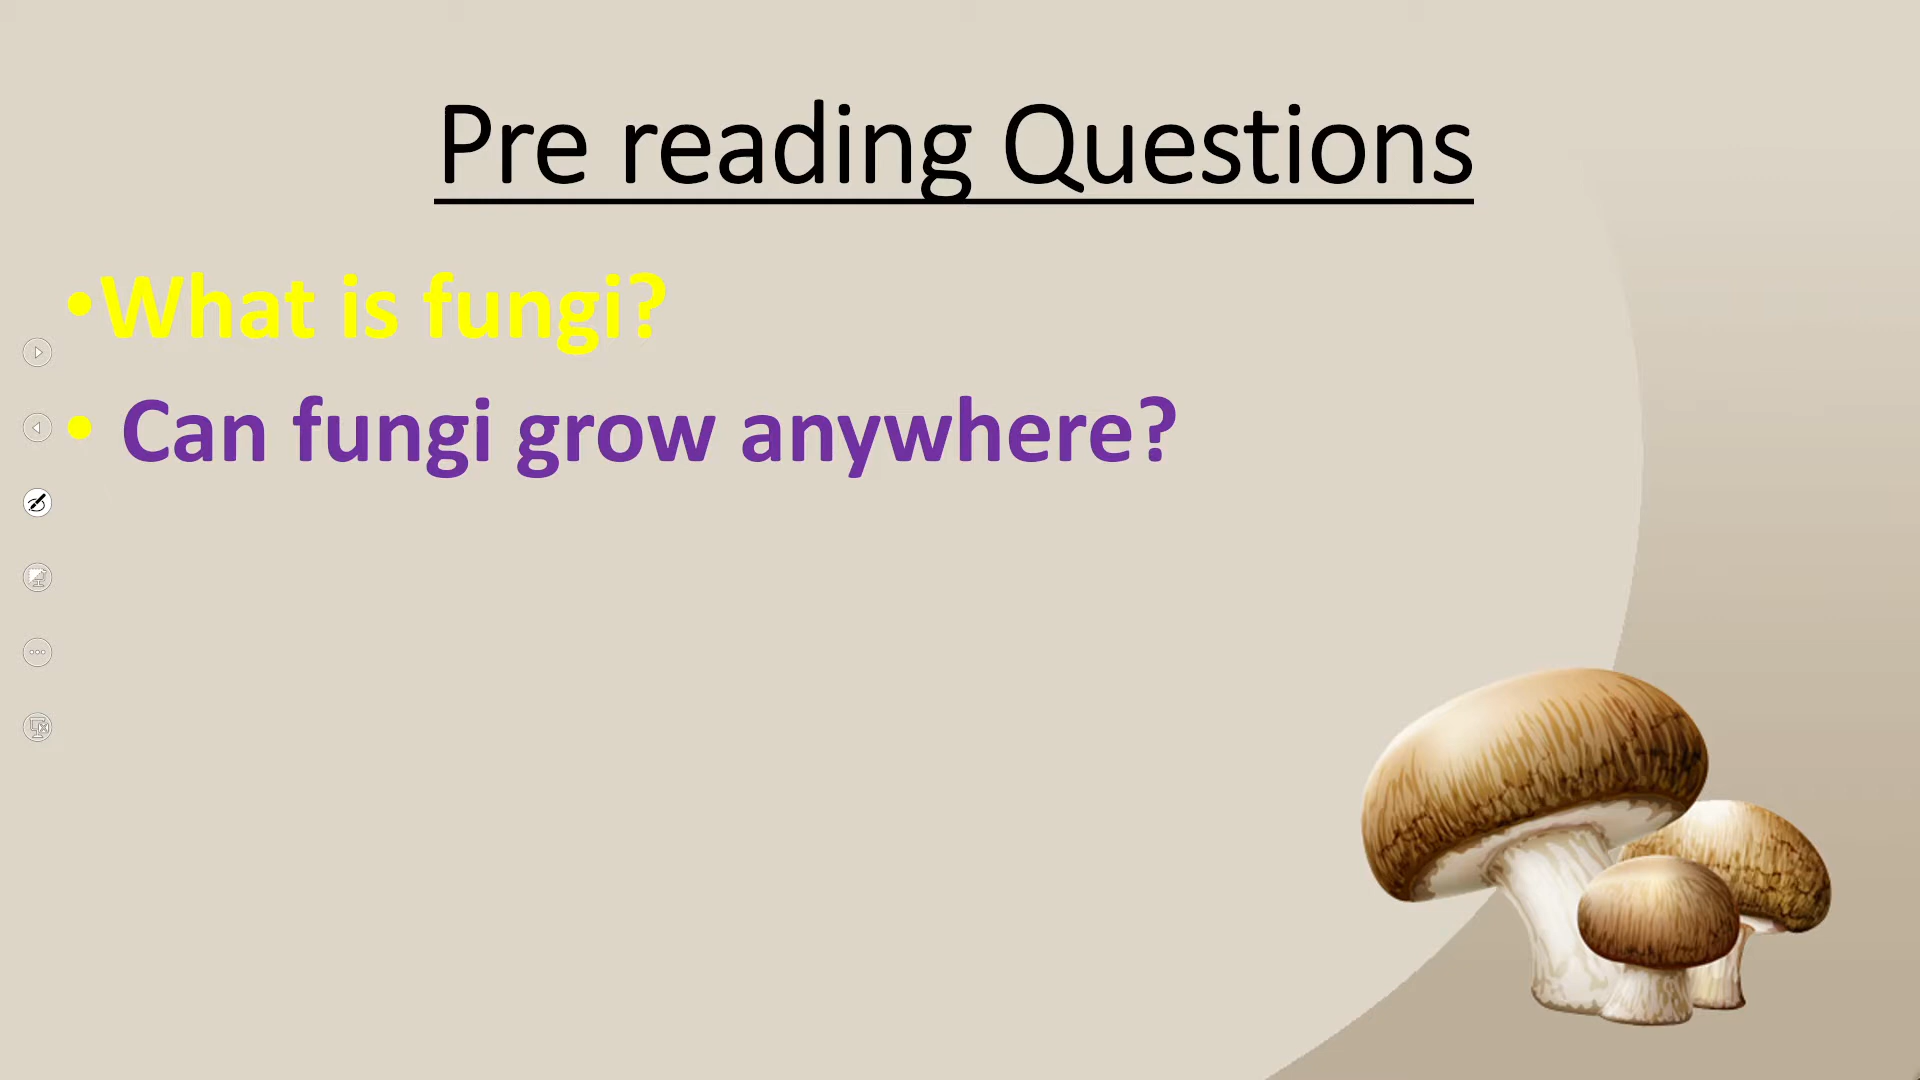 Pre reading Questions
•What is fungi?
• Can fungi grow anywhere?